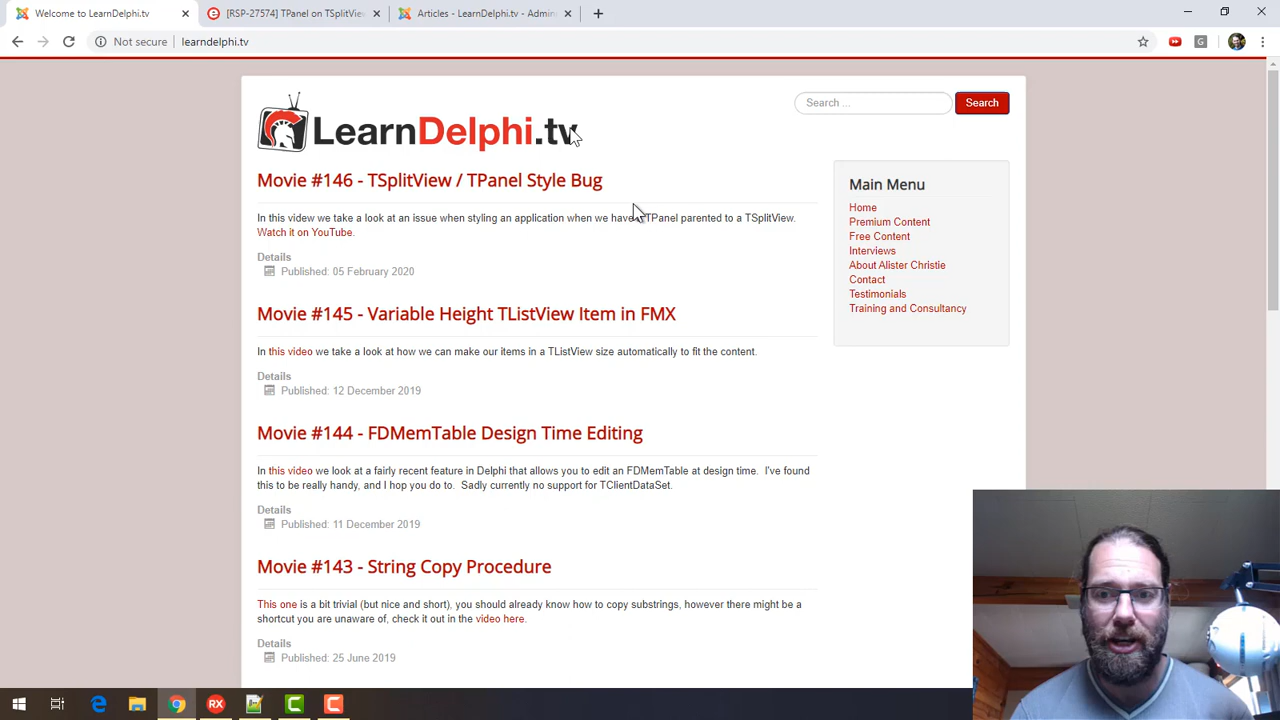 Welcome to LearnDelphi.tv
[RSP-27574] TPanel on TSplitVie
Articles - LearnDelphi.tv - Admin
Not secure
learndelphi.tv
G
LearnDelphi.tv
Search ...
Search
Movie #146 - TSplitView / TPanel Style Bug
In this videw we take a look at an issue when styling an application when we have TPanel parented to a TSplitView.
Watch it on YouTube.
Details
Published: 05 February 2020
Movie #145 - Variable Height TListView Item in FMX
In this video we take a look at how we can make our items in a TListView size automatically to fit the content.
Details
Published: 12 December 2019
Movie #144 - FDMemTable Design Time Editing
In this video we look at a fairly recent feature in Delphi that allows you to edit an FDMemTable at design time. I've found
this to be really handy, and I hope you do to. Sadly currently no support for TClientDataSet.
Details
Published: 11 December 2019
Movie #143 - String Copy Procedure
This one is a bit trivial (but nice and short), you should already know how to copy substrings, however there might be a
shortcut you are unaware of, check it out in the video here.
Details
Published: 25 June 2019
Main Menu
Home
Premium Content
Free Content
Interviews
About Alister Christie
Contact
Testimonials
Training and Consultancy
RX